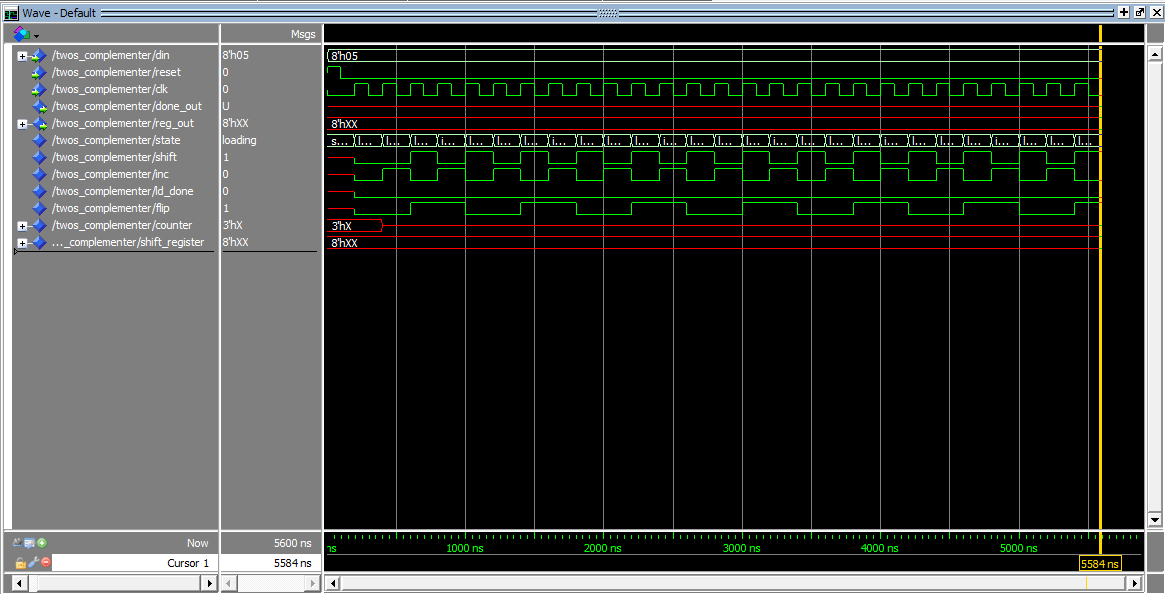 Wave - Default
Msgs
/twos_complementer/din 8'h05 8'h05
/twos_complementer/reset 0
/twos_complementer/clk 0
/twos_complementer/done_out U
/twos_complementer/reg_out 8'hXX 8'hXX
/twos_complementer/state loading s... l... i... l... i... l... i... l... i... l... i... l... i... l... i... l... i... l... i... l... i... l... i... l... i... l... i... l...
/twos_complementer/shift 1
/twos_complementer/inc 0
/twos_complementer/ld_done 0
/twos_complementer/flip 1
/twos_complementer/counter 3'hX 3'hX
..._complementer/shift_register 8'hXX 8'hXX
Now 5600 ns ns 1000 ns 2000 ns 3000 ns 4000 ns 5000 ns
Cursor 1 5584 ns 5584 ns